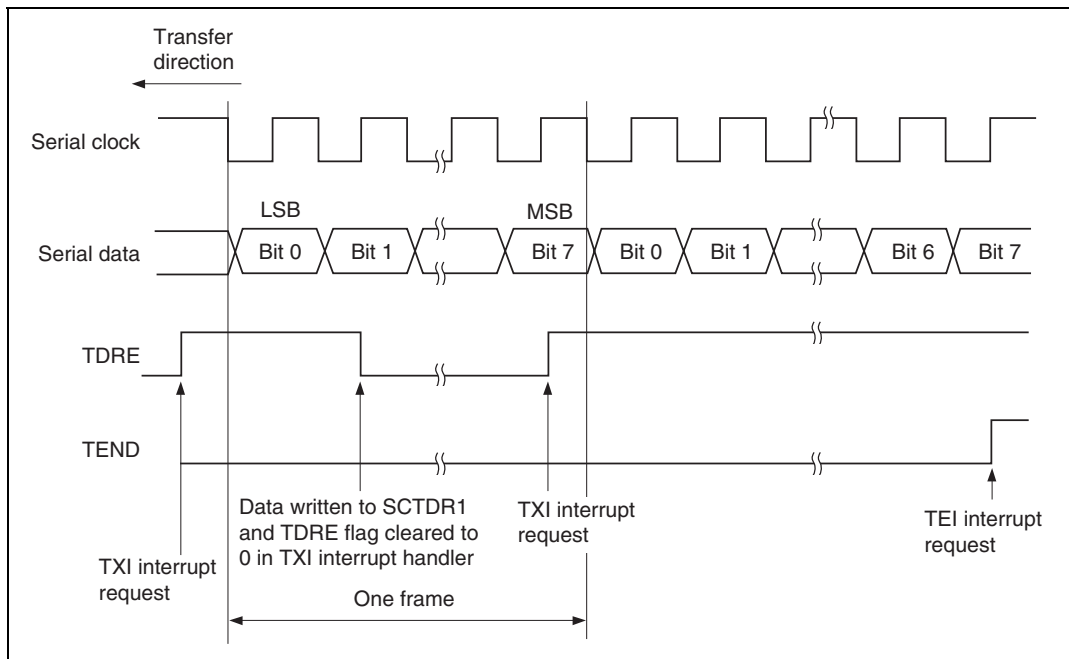 Transfer
direction
Serial clock
LSB
MSB
Serial data
Bit 0
Bit 1
Bit 7
Bit 0
Bit 1
Bit 6
Bit 7
TDRE
TEND
Data written to SCTDR1
and TDRE flag cleared to
0 in TXI interrupt handler
TXI interrupt
request
TEI interrupt
request
TXI interrupt
request
One frame